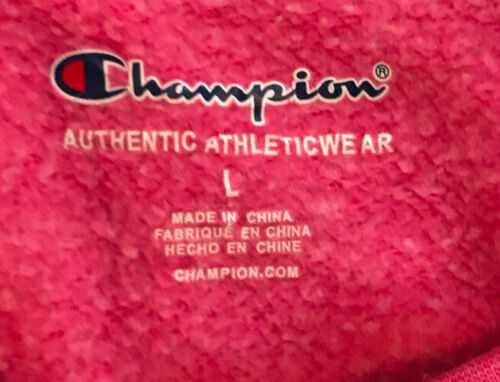 Champion®
AUTHENTIC ATHLETICWEAR
L
MADE IN CHINA
FABRIQUÉ EN CHINA
HECHO EN CHINE
CHAMPION.COM